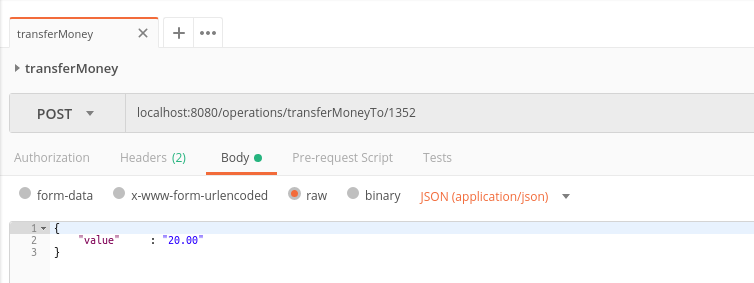 transferMoney
transferMoney
POST localhost:8080/operations/transferMoneyTo/1352
Authorization Headers (2) Body Pre-request Script Tests
form-data x-www-form-urlencoded raw binary JSON (application/json)
1 {
2 "value" : "20.00"
3 }